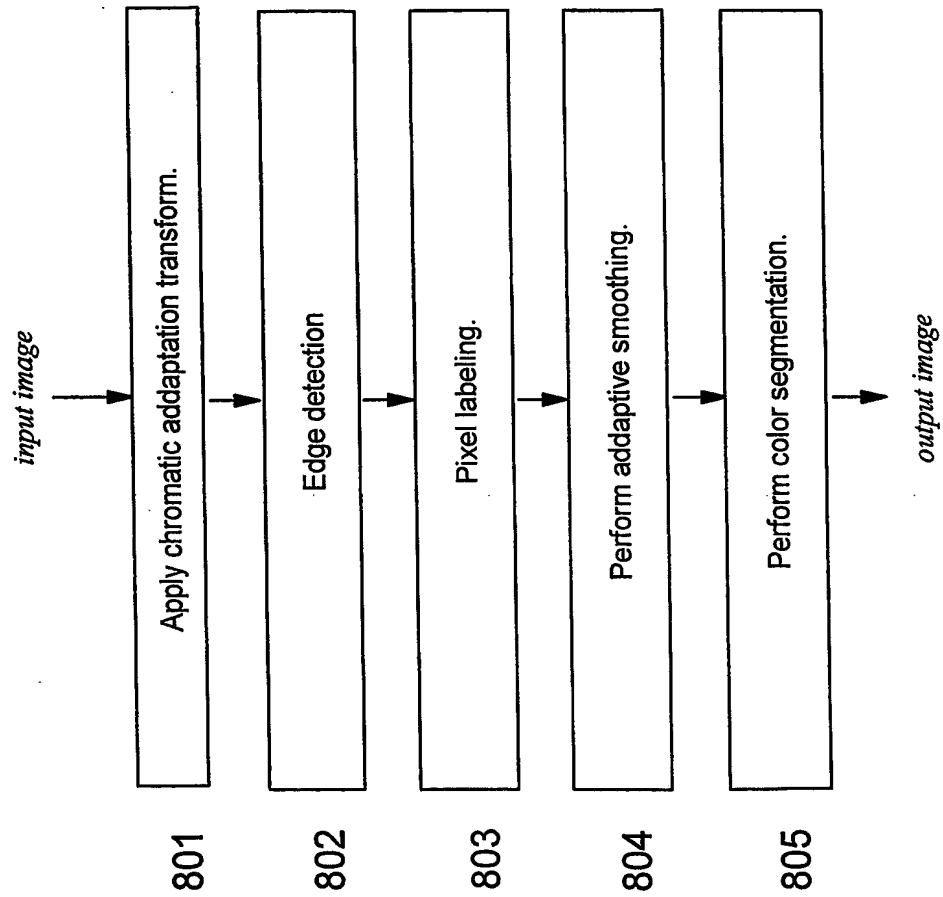 input image
801
Apply chromatic addaptation transform.
802
Edge detection
803
Pixel labeling.
804
Perform addaptive smoothing.
805
Perform color segmentation.
output image